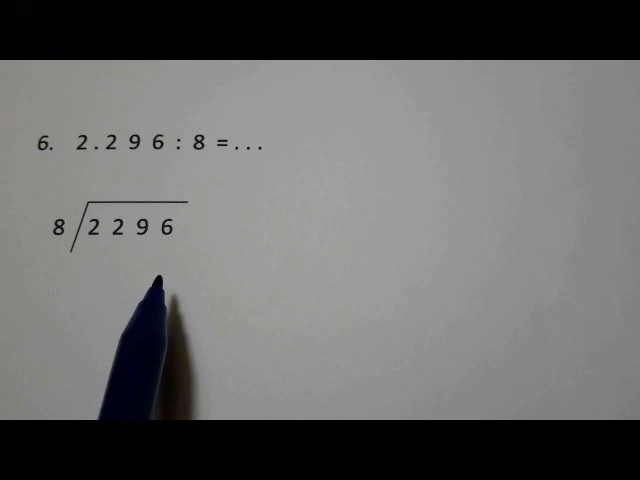 6. 2.296 : 8 = ...
8 2296